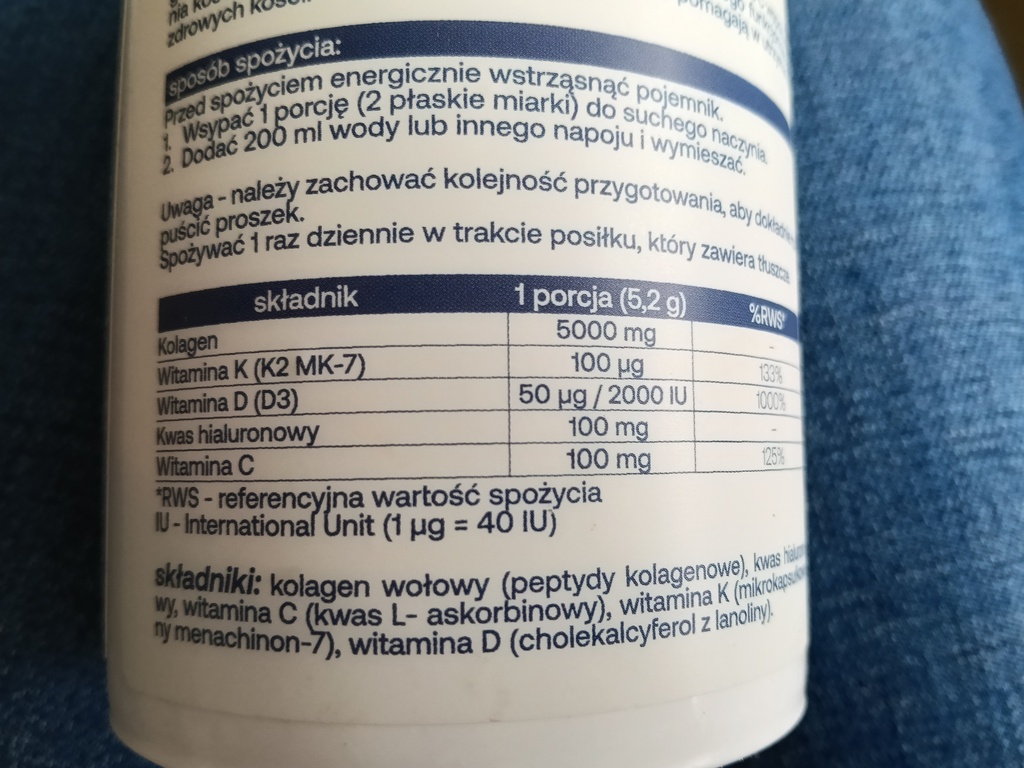 zdrowych kości
pomagają w
sposób spożycia:
Przed spożyciem energicznie wstrząsnąć pojemnik.
1. Wsypać 1 porcję (2 płaskie miarki) do suchego naczynia.
2. Dodać 200 ml wody lub innego napoju i wymieszać.
Uwaga - należy zachować kolejność przygotowania, aby
puścić proszek.
Spożywać 1 raz dziennie w trakcie posiłku, który zawiera tłuszcze
składnik 1 porcja (5,2 g) %RWS*
Kolagen 5000 mg -
Witamina K (K2 MK-7) 100 µg 133%
Witamina D (D3) 50 µg / 2000 IU 1000%
Kwas hialuronowy 100 mg -
Witamina C 100 mg 125%
*RWS - referencyjna wartość spożycia
IU - International Unit (1 µg = 40 IU)
składniki: kolagen wołowy (peptydy kolagenowe), kwas
wy, witamina C (kwas L- askorbinowy), witamina K
ny menachinon-7), witamina D (cholekalcyferol z lanoliny).